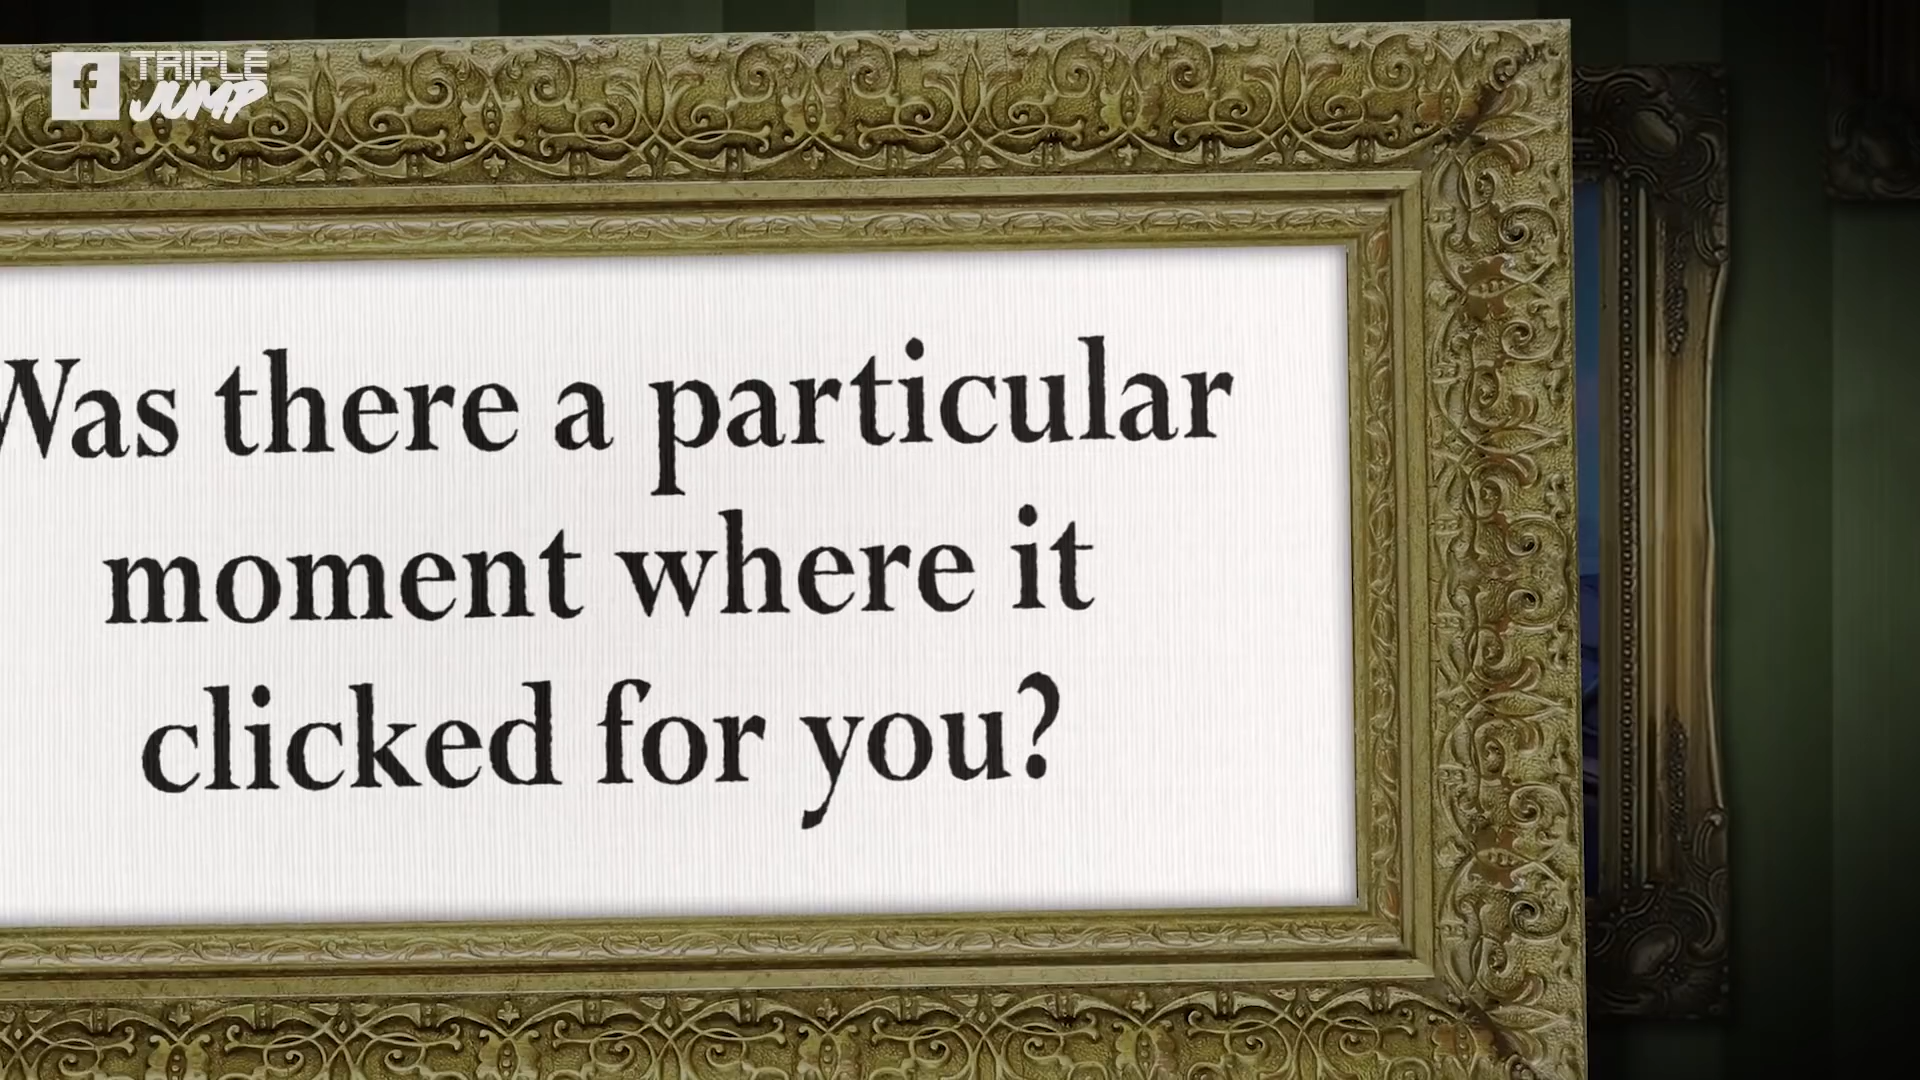 f TRIPLE
JUMP
Was there a particular
moment where it
clicked for you?